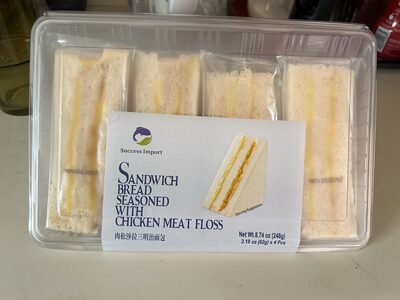 Success Import
SANDWICH
BREAD
SEASONED
WITH
CHICKEN MEAT FLOSS
肉松沙拉三明治面包
Serving Suggestion
Net Wt.8.74 oz (248g)
2.18 oz (62g) x 4 Pcs